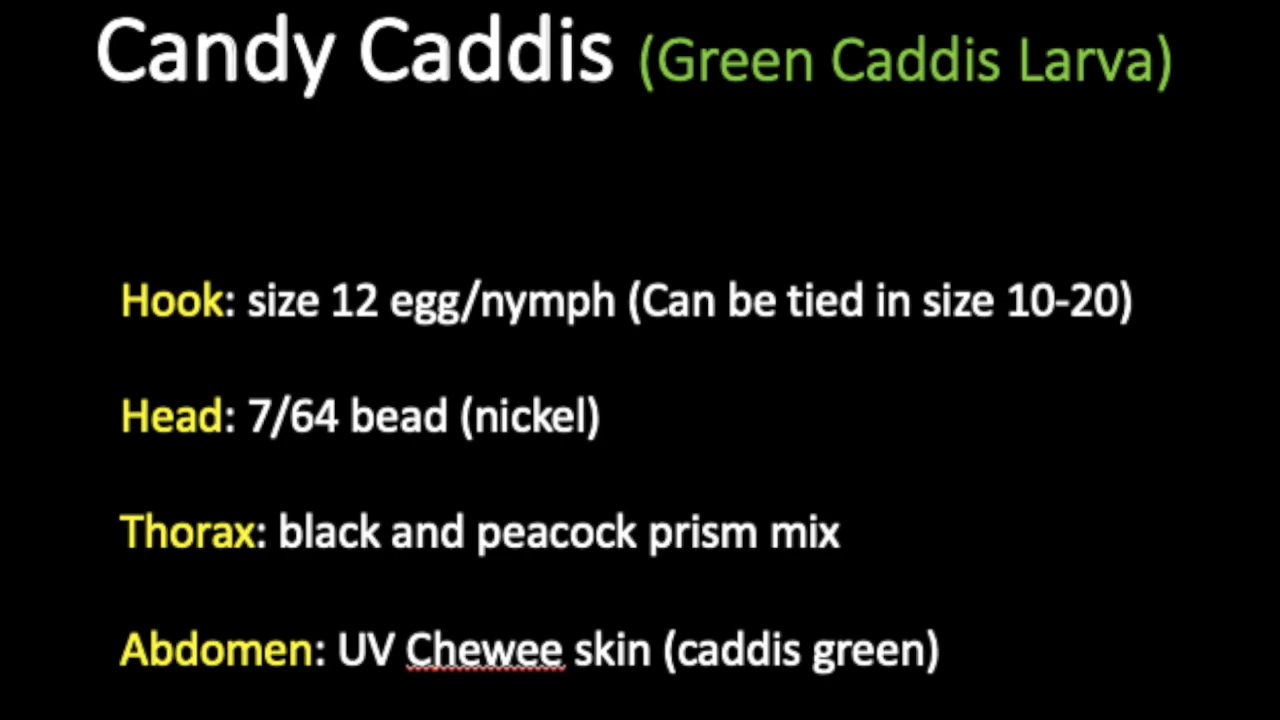 Candy Caddis (Green Caddis Larva)
Hook: size 12 egg/nymph (Can be tied in size 10-20)
Head: 7/64 bead (nickel)
Thorax: black and peacock prism mix
Abdomen: UV Chewee skin (caddis green)